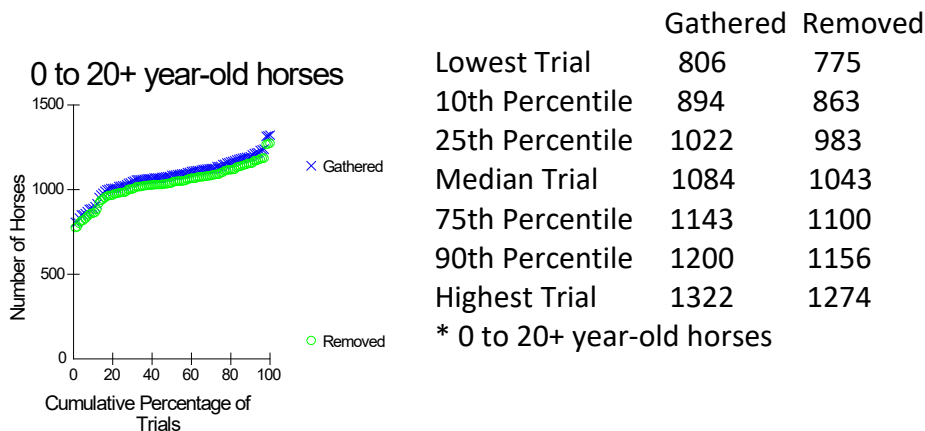 0 to 20+ year-old horses
1500
1000
500
0
0 20 40 60 80 100
Number of Horses
Cumulative Percentage of
Trials
Gathered
Removed
Gathered Removed
Lowest Trial 806 775
10th Percentile 894 863
25th Percentile 1022 983
Median Trial 1084 1043
75th Percentile 1143 1100
90th Percentile 1200 1156
Highest Trial 1322 1274
* 0 to 20+ year-old horses